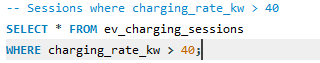 -- Sessions where charging_rate_kw > 40
SELECT * FROM ev_charging_sessions
WHERE charging_rate_kw > 40;